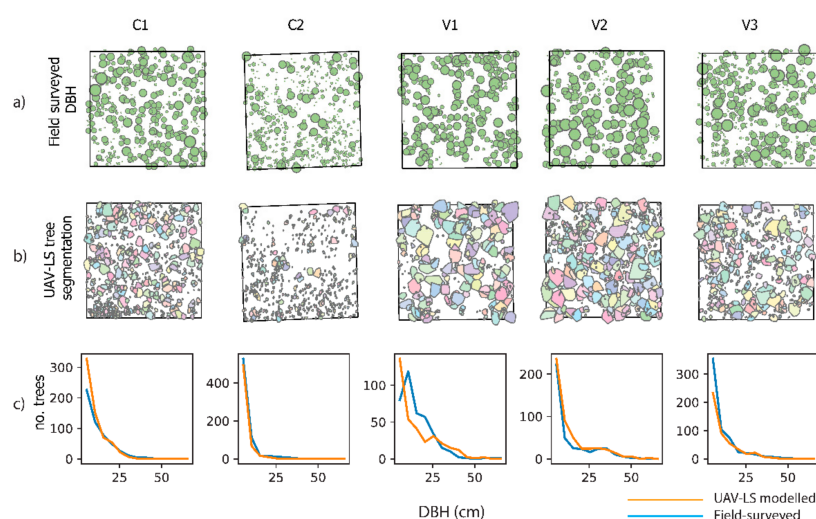 C1 C2 V1 V2 V3
a)
Field surveyed
DBH
b)
UAV-LS tree
segmentation
c)
no. trees
300
200
100
0
25 50
400
200
0
25 50
100
50
0
25 50
200
100
0
25 50
300
200
100
0
25 50
DBH (cm)
UAV-LS modelled
Field-surveyed